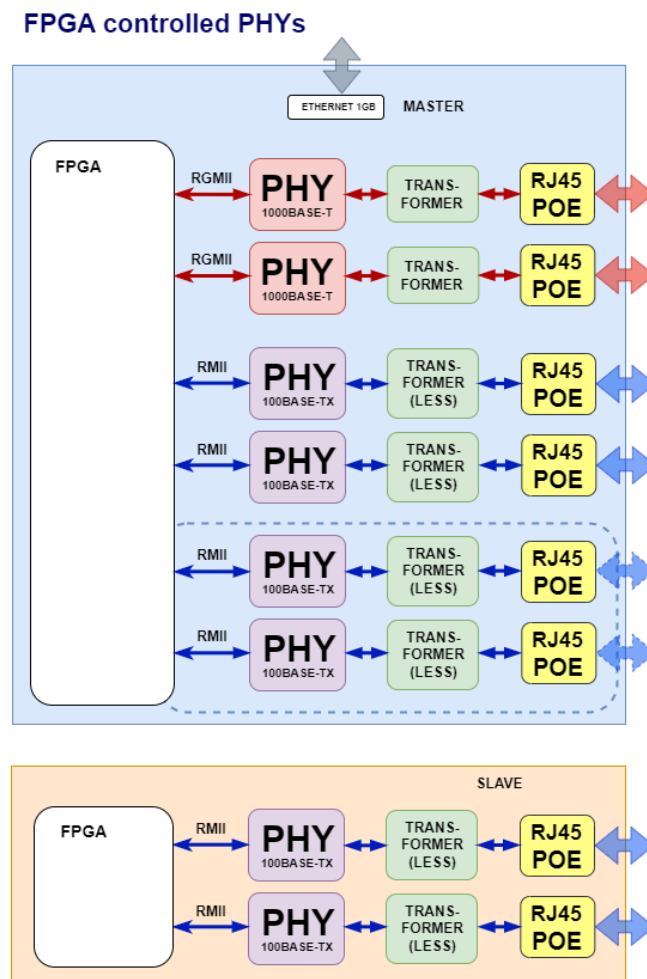 FPGA controlled PHYs
ETHERNET 1GB
MASTER
FPGA
RGMII
PHY
1000BASE-T
TRANS-
FORMER
RJ45
POE
RGMII
PHY
1000BASE-T
TRANS-
FORMER
RJ45
POE
RMII
PHY
100BASE-TX
TRANS-
FORMER
(LESS)
RJ45
POE
RMII
PHY
100BASE-TX
TRANS-
FORMER
(LESS)
RJ45
POE
RMII
PHY
100BASE-TX
TRANS-
FORMER
(LESS)
RJ45
POE
RMII
PHY
100BASE-TX
TRANS-
FORMER
(LESS)
RJ45
POE
SLAVE
FPGA
RMII
PHY
100BASE-TX
TRANS-
FORMER
(LESS)
RJ45
POE
RMII
PHY
100BASE-TX
TRANS-
FORMER
(LESS)
RJ45
POE